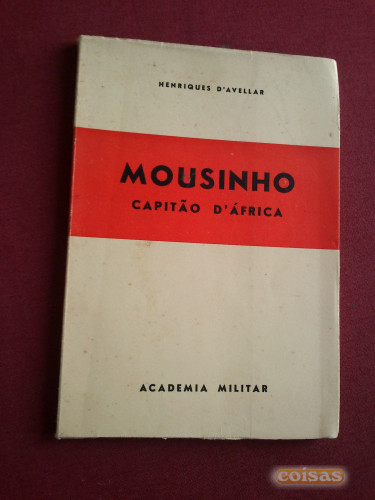 HENRIQUES D'AVELLAR
MOUSINHO
CAPITÃO D'ÁFRICA
ACADEMIA MILITAR
coisas